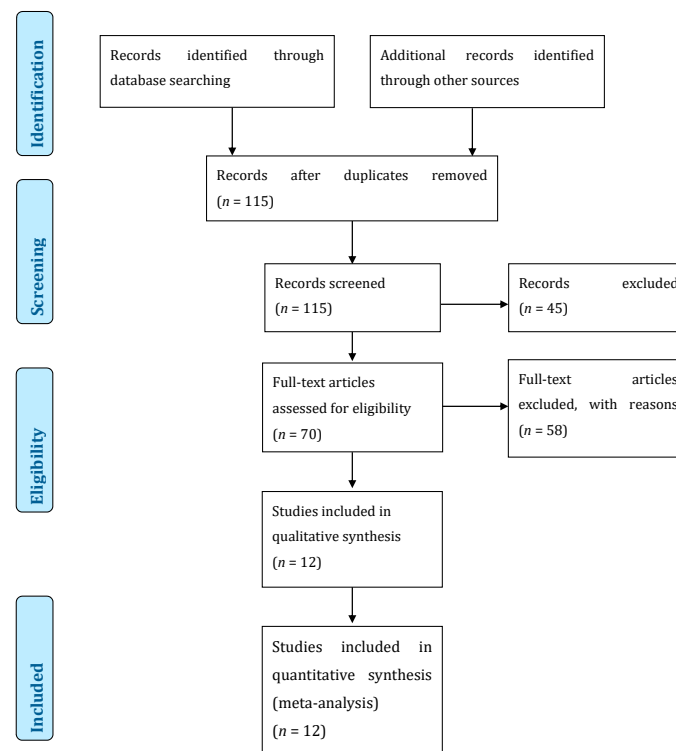 Identification
Records identified through
database searching
Additional records identified
through other sources
Records after duplicates removed
(n = 115)
Screening
Records screened
(n = 115)
Records excluded
(n = 45)
Eligibility
Full-text articles
assessed for eligibility
(n = 70)
Full-text articles
excluded, with reasons
(n = 58)
Studies included in
qualitative synthesis
(n = 12)
Included
Studies included in
quantitative synthesis
(meta-analysis)
(n = 12)